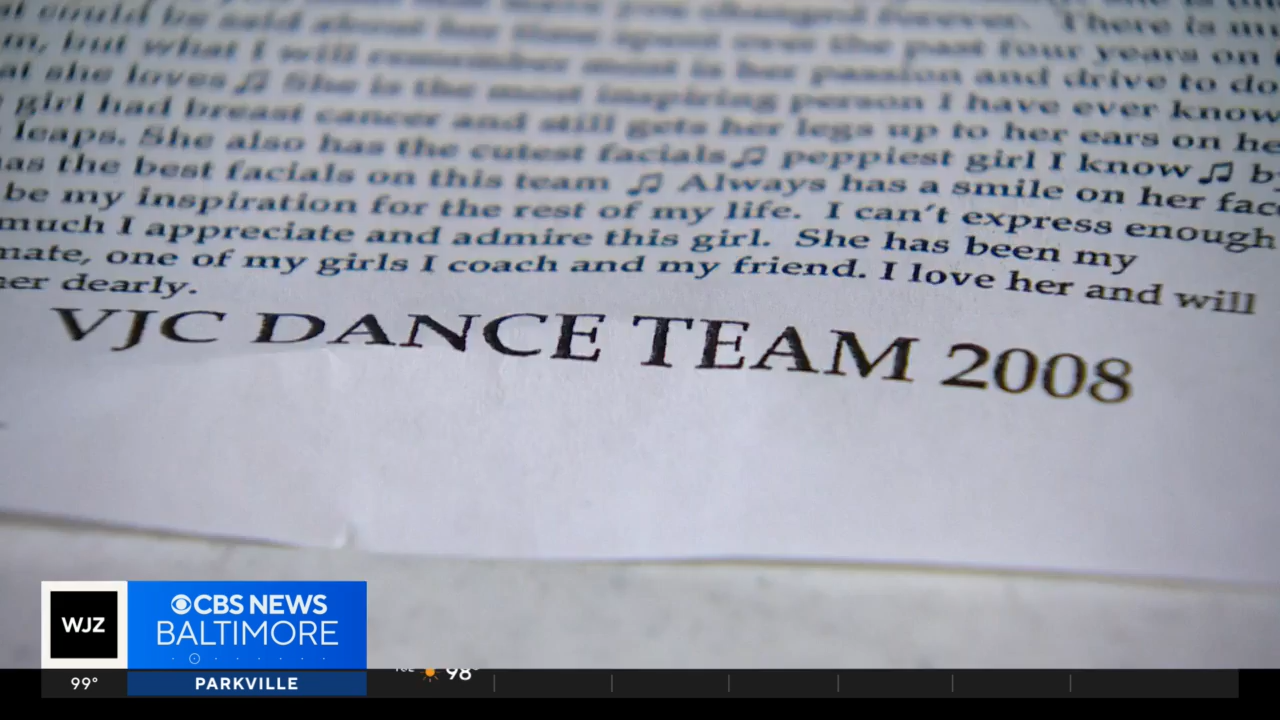 could be said about her time spent over the past four years on
but what I will remember most is her passion and drive to do
at she loves ♫ She is the most inspiring person I have ever know
girl had breast cancer and still gets her legs up to her ears on he
leaps. She also has the cutest facials ♫ peppiest girl I know ♫ b
as the best facials on this team ♫ Always has a smile on her fac
be my inspiration for the rest of my life. I can't express enough
much I appreciate and admire this girl. She has been my
mate, one of my girls I coach and my friend. I love her and will
her dearly.
VJC DANCE TEAM 2008
WJZ
CBS NEWS
BALTIMORE
99° PARKVILLE 98°